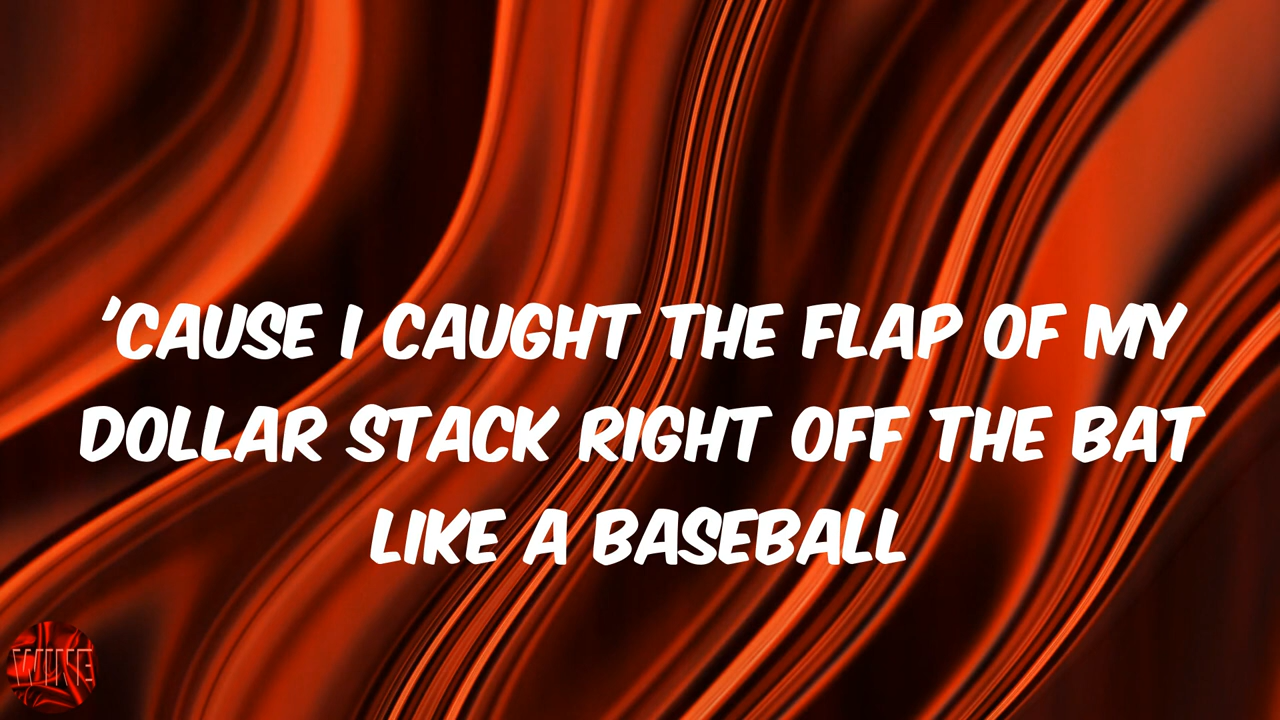 'CAUSE I CAUGHT THE FLAP OF MY
DOLLAR STACK RIGHT OFF THE BAT
LIKE A BASEBALL